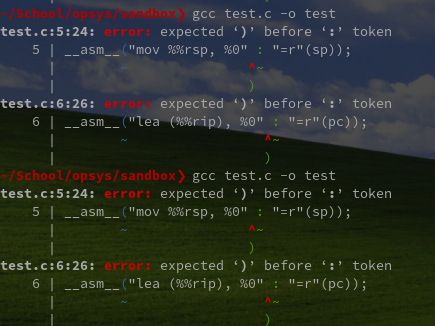 ~/School/opsys/sandbox❯ gcc test.c -o test
test.c:5:24: error: expected ‘)’ before ‘:’ token
    5 | __asm__("mov %%rsp, %0" : "=r"(sp));
      |                        ^~
      |                        )
test.c:6:26: error: expected ‘)’ before ‘:’ token
    6 | __asm__("lea (%%rip), %0" : "=r"(pc));
      |        ~                 ^~
      |                          )
~/School/opsys/sandbox❯ gcc test.c -o test
test.c:5:24: error: expected ‘)’ before ‘:’ token
    5 | __asm__("mov %%rsp, %0" : "=r"(sp));
      |        ~               ^~
      |                        )
test.c:6:26: error: expected ‘)’ before ‘:’ token
    6 | __asm__("lea (%%rip), %0" : "=r"(pc));
      |        ~                 ^~
      |                          )